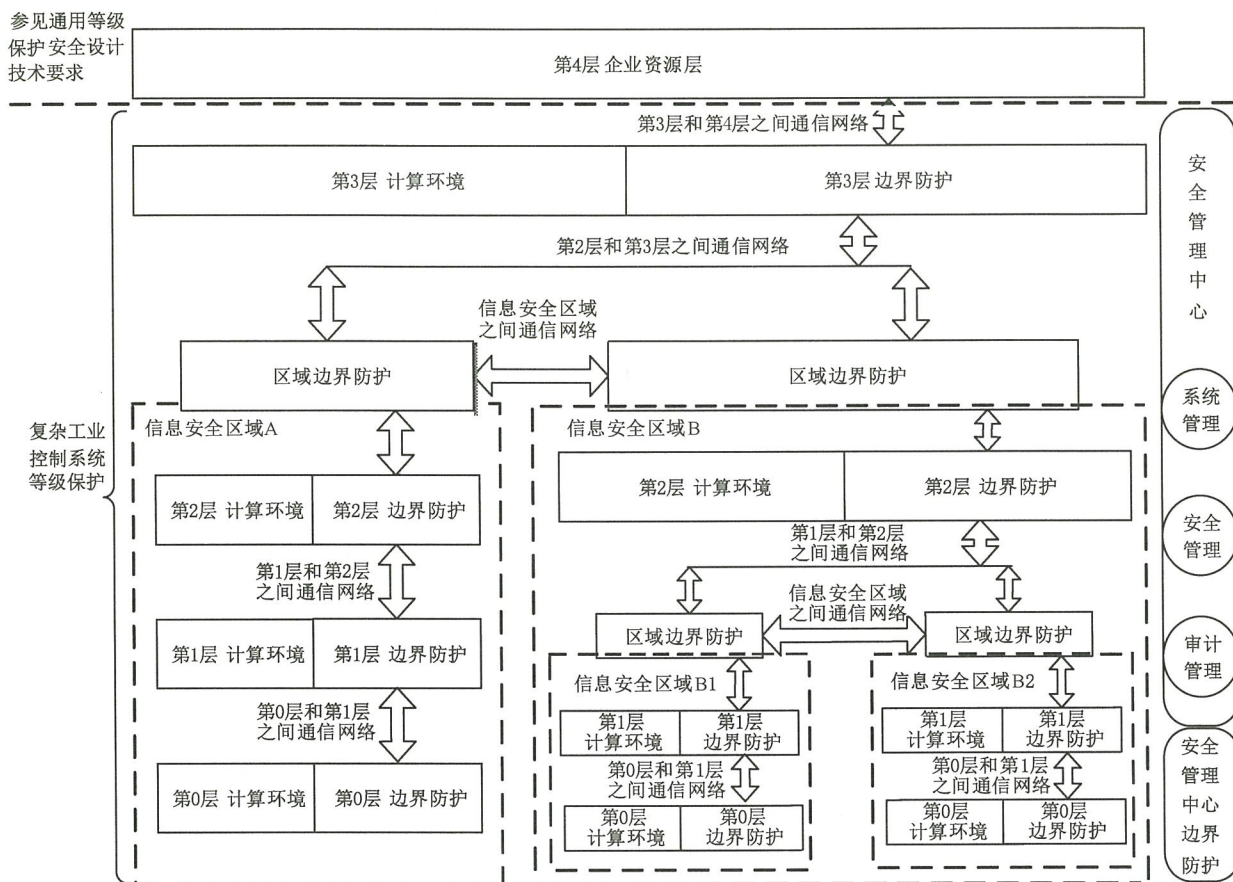 参见通用等级
保护安全设计
技术要求
第4层 企业资源层
第3层和第4层之间通信网络
第3层 计算环境
第3层 边界防护
第2层和第3层之间通信网络
信息安全区域
之间通信网络
区域边界防护
区域边界防护
复杂工业
控制系统
等级保护
信息安全区域A
第2层 计算环境
第2层 边界防护
第1层和第2层
之间通信网络
第1层 计算环境
第1层 边界防护
第0层和第1层
之间通信网络
第0层 计算环境
第0层 边界防护
信息安全区域B
第2层 计算环境
第2层 边界防护
第1层和第2层
之间通信网络
信息安全区域
之间通信网络
区域边界防护
区域边界防护
信息安全区域B1
第1层
计算环境
第1层
边界防护
第0层和第1层
之间通信网络
第0层
计算环境
第0层
边界防护
信息安全区域B2
第1层
计算环境
第1层
边界防护
第0层和第1层
之间通信网络
第0层
计算环境
第0层
边界防护
安
全
管
理
中
心
系统
管理
安全
管理
审计
管理
安全
管理
中心
边界
防护